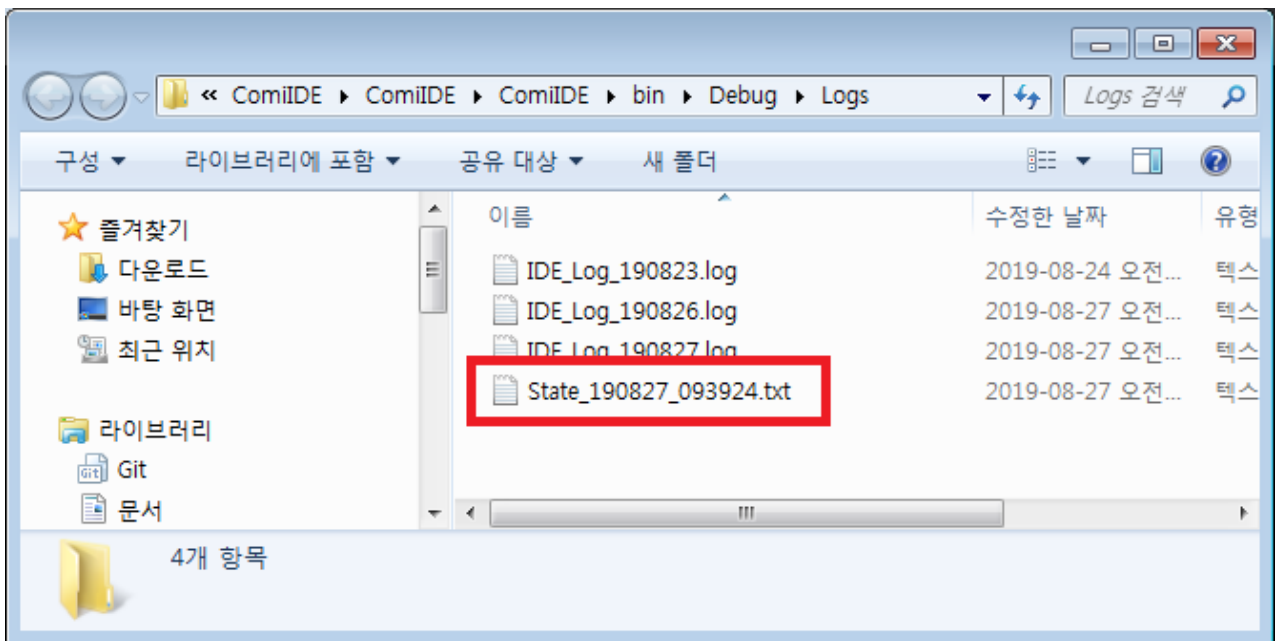 « ComiIDE ▸ ComiIDE ▸ ComiIDE ▸ bin ▸ Debug ▸ Logs
Logs 검색
구성 ▼ 라이브러리에 포함 ▼ 공유 대상 ▼ 새 폴더
즐겨찾기
다운로드
바탕 화면
최근 위치
라이브러리
Git
문서
이름 수정한 날짜 유형
IDE_Log_190823.log 2019-08-24 오전... 텍스
IDE_Log_190826.log 2019-08-27 오전... 텍스
IDE_Log_190827.log 2019-08-27 오전... 텍스
State_190827_093924.txt 2019-08-27 오전... 텍스
4개 항목